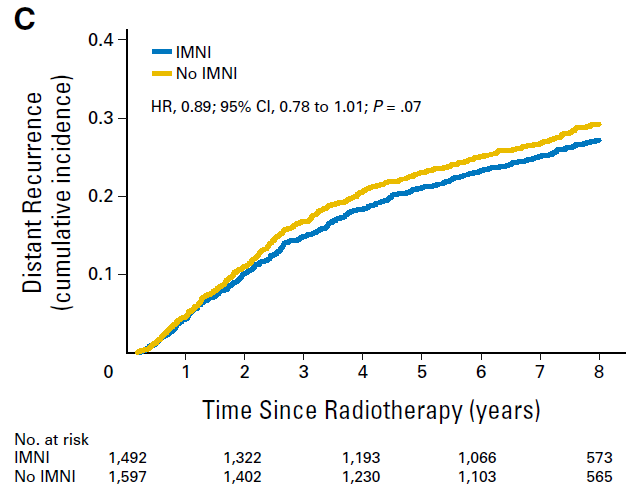 C
Distant Recurrence
(cumulative incidence)
0.4
0.3
0.2
0.1
0
IMNI
No IMNI
HR, 0.89; 95% CI, 0.78 to 1.01; P = .07
1 2 3 4 5 6 7 8
Time Since Radiotherapy (years)
No. at risk
IMNI 1,492 1,322 1,193 1,066 573
No IMNI 1,597 1,402 1,230 1,103 565